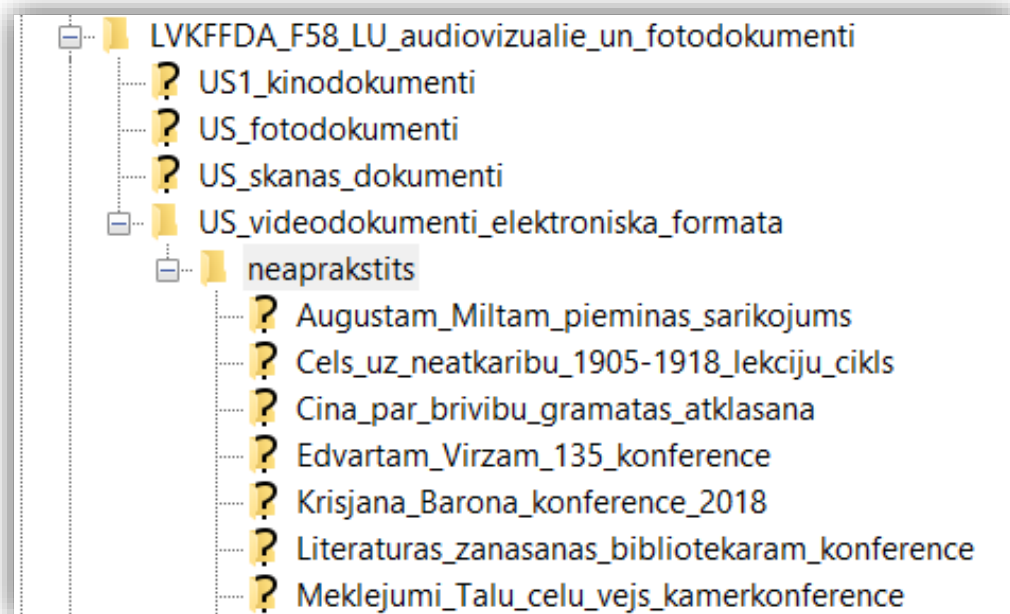 LVKFFDA_F58_LU_audiovizualie_un_fotodokumenti
US1_kinodokumenti
US_fotodokumenti
US_skanas_dokumenti
US_videodokumenti_elektroniska_formata
neaprakstits
Augustam_Miltam_pieminas_sarikojums
Cels_uz_neatkaribu_1905-1918_lekciju_cikls
Cina_par_brivibu_gramatas_atklasana
Edvartam_Virzam_135_konference
Krisjana_Barona_konference_2018
Literaturas_zanasanas_bibliotekaram_konference
Meklejumi_Talu_celu_vejs_kamerkonference